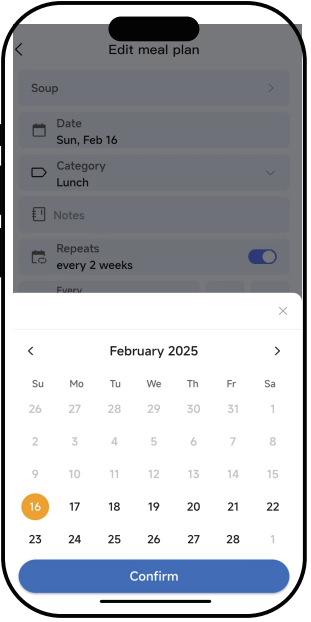 Edit meal plan
Soup
Date
Sun, Feb 16
Category
Lunch
Notes
Repeats
every 2 weeks
Every
February 2025
Su Mo Tu We Th Fr Sa
26 27 28 29 30 31 1
2 3 4 5 6 7 8
9 10 11 12 13 14 15
16 17 18 19 20 21 22
23 24 25 26 27 28 1
Confirm